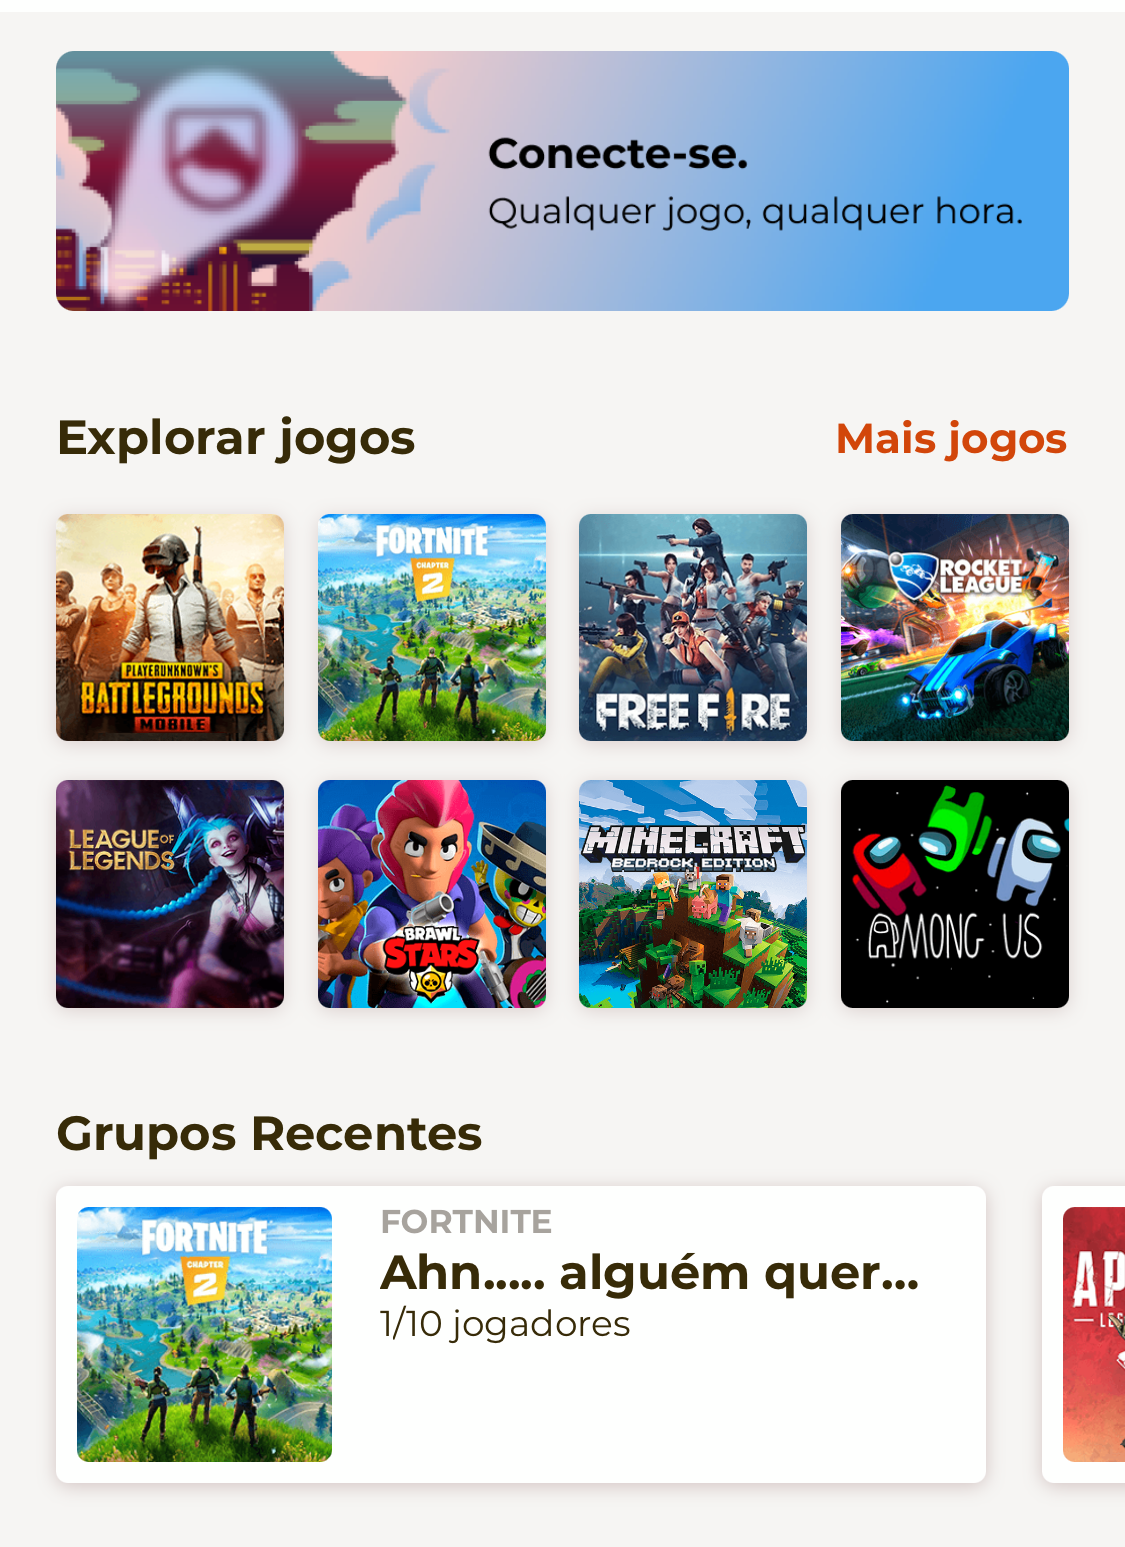 Conecte-se.
Qualquer jogo, qualquer hora.
Explorar jogos
Mais jogos
PLAYERUNKNOWN'S
BATTLEGROUNDS
MOBILE
FORTNITE
CHAPTER
2
FREE FIRE
ROCKET
LEAGUE
LEAGUE OF
LEGENDS
BRAWL
STARS
MINECRAFT
BEDROCK EDITION
AMONG US
Grupos Recentes
FORTNITE
CHAPTER
2
FORTNITE
Ahn..... alguém quer...
1/10 jogadores
AP
LEG